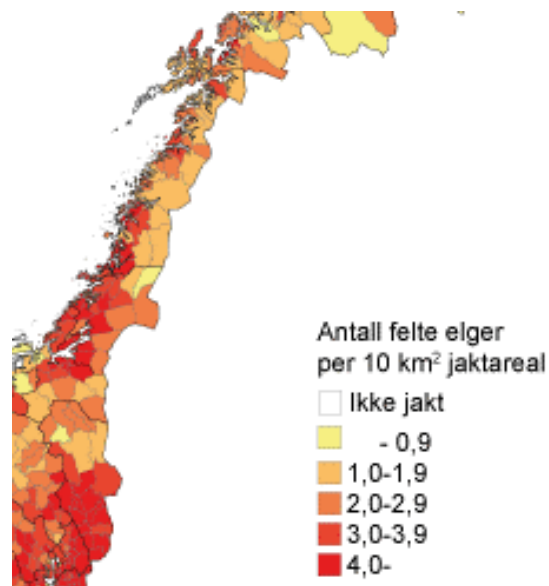 Antall felte elger
per 10 km² jaktareal
Ikke jakt
- 0,9
1,0-1,9
2,0-2,9
3,0-3,9
4,0-